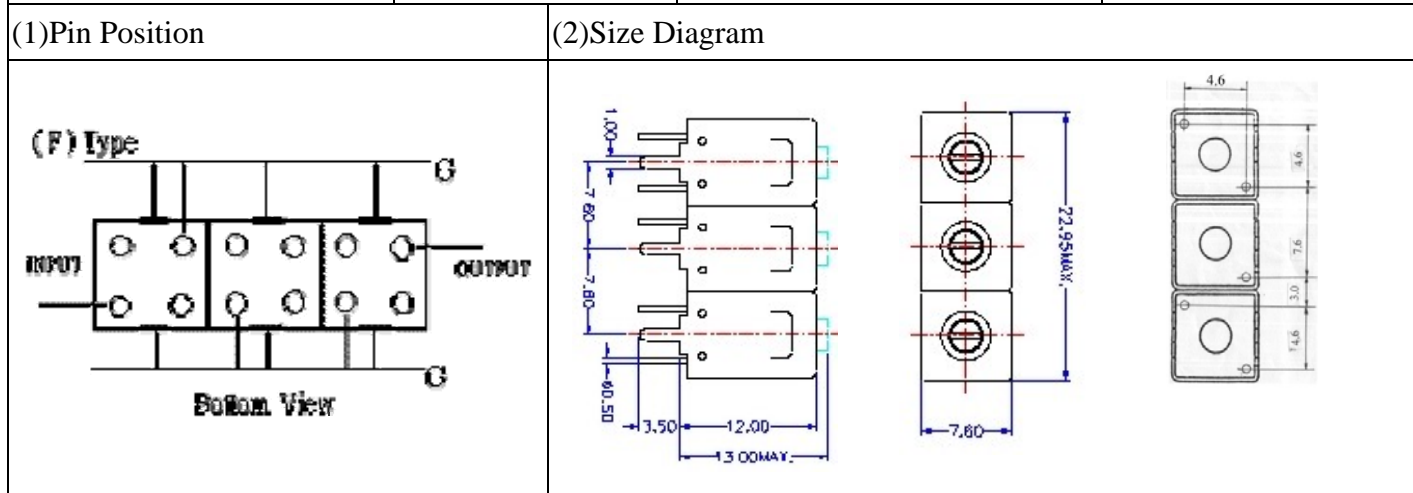 (1)Pin Position
(2)Size Diagram
(F) Type
G
INPUT
OUTPUT
G
Bottom View
1.00
7.60
7.60
Φ0.50
3.50
12.00
13.00MAX.
22.95MAX.
7.60
4.6
4.6
7.6
3.0
4.6